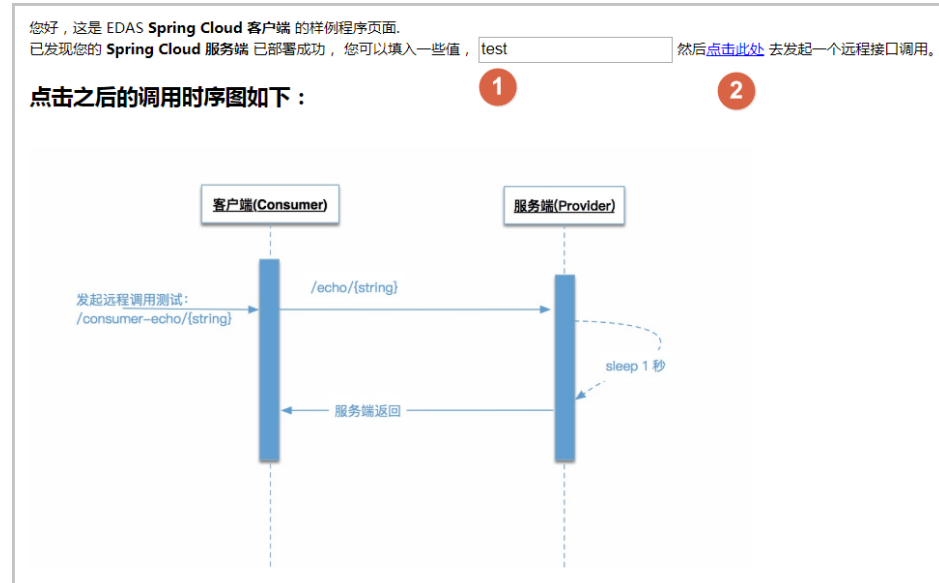 您好，这是 EDAS Spring Cloud 客户端 的样例程序页面.
已发现您的 Spring Cloud 服务端 已部署成功， 您可以填入一些值， test 然后点击此处 去发起一个远程接口调用。
1
2
点击之后的调用时序图如下：
客户端(Consumer)
服务端(Provider)
/echo/{string}
发起远程调用测试：
/consumer-echo/{string}
sleep 1 秒
服务端返回